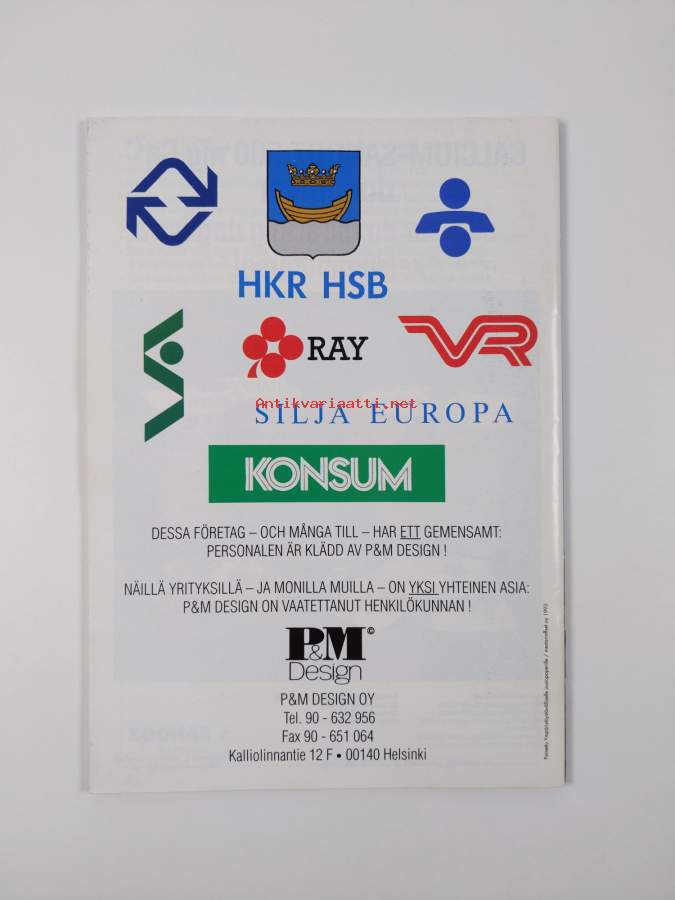 HKR HSB
RAY
VR
Antikvariaatti.net
SILJA EUROPA
KONSUM
DESSA FÖRETAG – OCH MÅNGA TILL – HAR ETT GEMENSAMT:
PERSONALEN ÄR KLÄDD AV P&M DESIGN !
NÄILLÄ YRITYKSILLÄ – JA MONILLA MUILLA – ON YKSI YHTEINEN ASIA:
P&M DESIGN ON VAATETTANUT HENKILÖKUNNAN !
P&M ©
Design
P&M DESIGN OY
Tel. 90 - 632 956
Fax 90 - 651 064
Kalliolinnantie 12 F • 00140 Helsinki